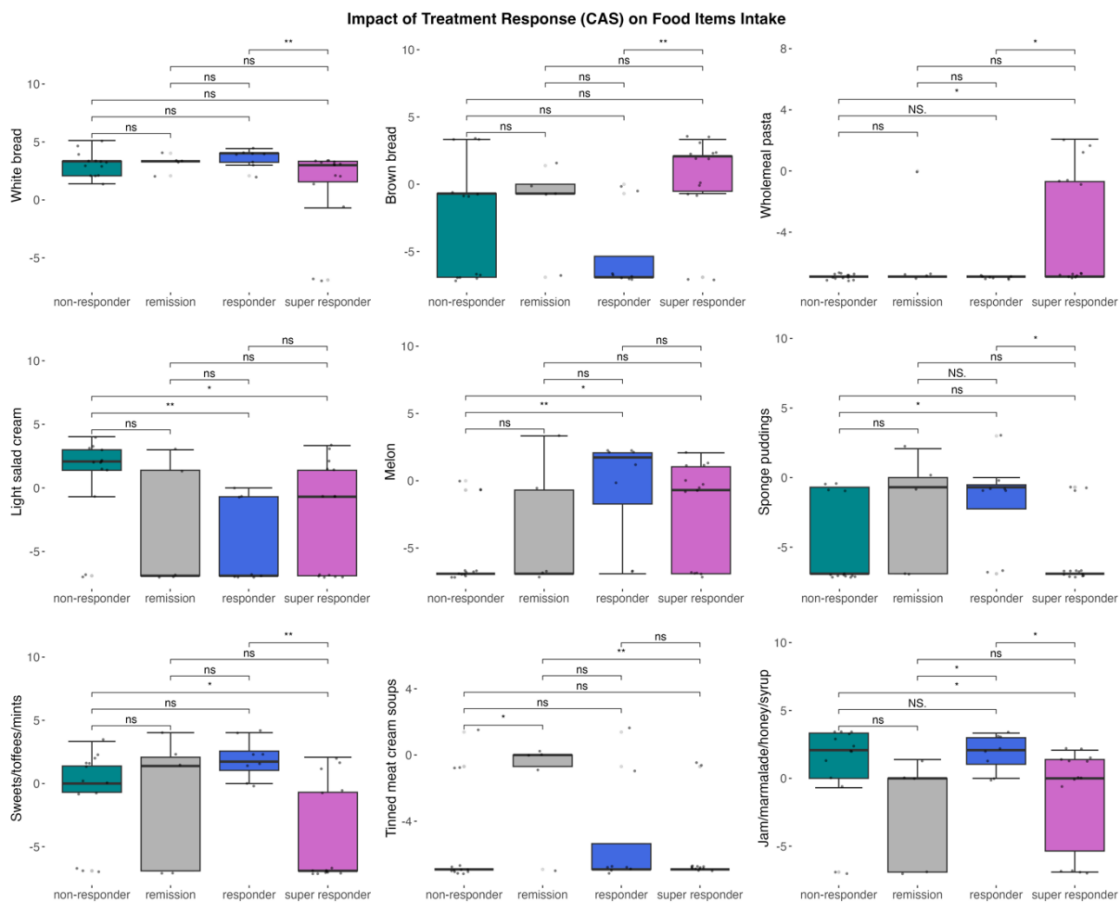 Impact of Treatment Response (CAS) on Food Items Intake
White bread
10
5
0
-5
**
ns
ns
ns
ns
ns
non-responder remission responder super responder
Brown bread
10
5
0
-5
**
ns
ns
ns
ns
ns
non-responder remission responder super responder
Wholemeal pasta
8
4
0
-4
*
ns
ns
*
NS.
ns
non-responder remission responder super responder
Light salad cream
10
5
0
-5
ns
ns
ns
*
**
ns
non-responder remission responder super responder
Melon
10
5
0
-5
ns
ns
ns
*
**
ns
non-responder remission responder super responder
Sponge puddings
10
5
0
-5
*
ns
NS.
ns
*
ns
non-responder remission responder super responder
Sweets/toffees/mints
10
5
0
-5
**
ns
ns
*
ns
ns
non-responder remission responder super responder
Tinned meat cream soups
4
0
-4
ns
**
ns
ns
ns
*
non-responder remission responder super responder
Jam/marmalade/honey/syrup
10
5
0
-5
*
ns
*
*
NS.
ns
non-responder remission responder super responder